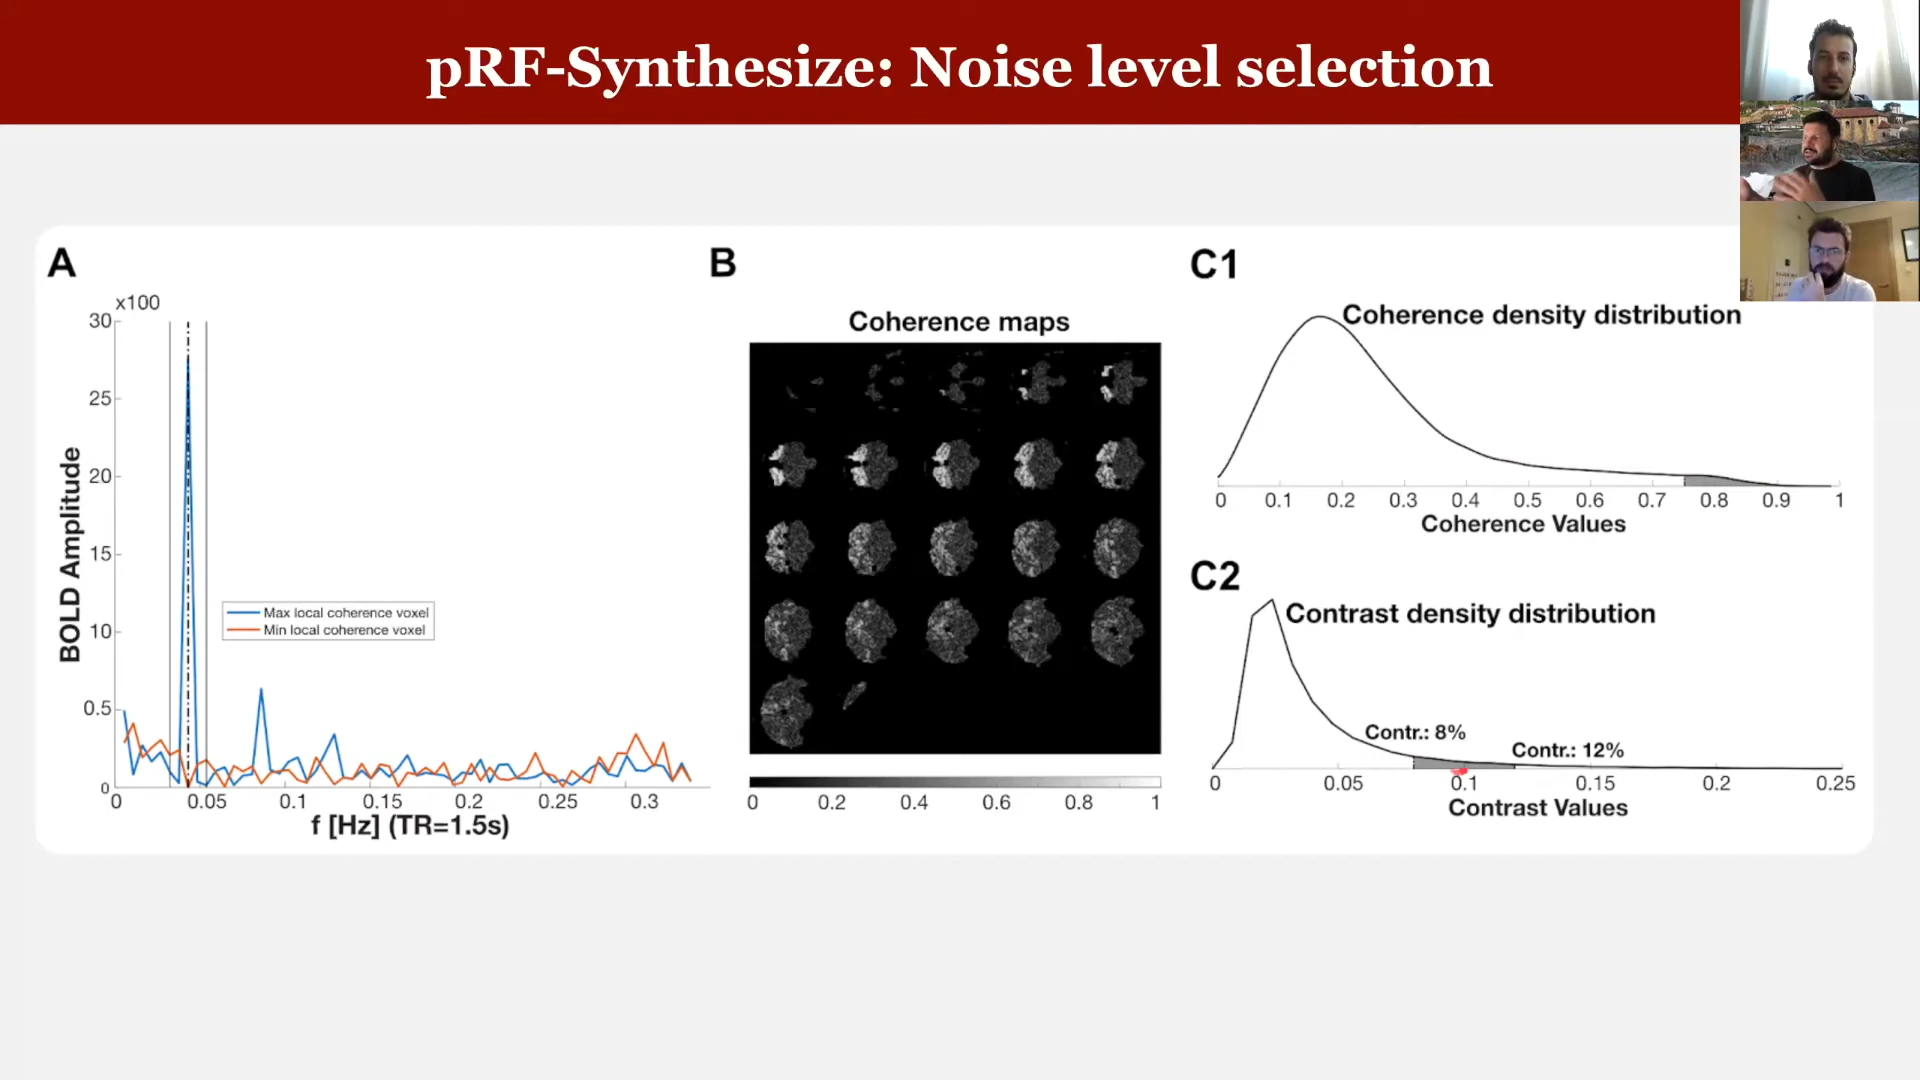 pRF-Synthesize: Noise level selection
A
x100
30
25
20
15
10
0.5
0
BOLD Amplitude
Max local coherence voxel
Min local coherence voxel
0
0.05
0.1
0.15
0.2
0.25
0.3
f [Hz] (TR=1.5s)
B
Coherence maps
0
0.2
0.4
0.6
0.8
1
C1
Coherence density distribution
0
0.1
0.2
0.3
0.4
0.5
0.6
0.7
0.8
0.9
1
Coherence Values
C2
Contrast density distribution
Contr.: 8%
Contr.: 12%
0
0.05
0.1
0.15
0.2
0.25
Contrast Values